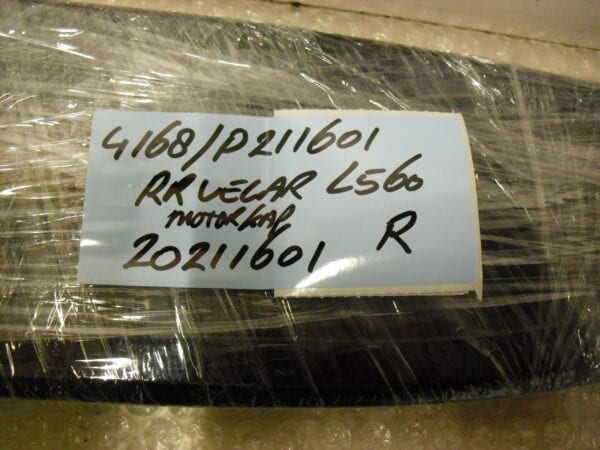 4168/P211601
RR VELAR L560
MOTORKAP
20211601 R